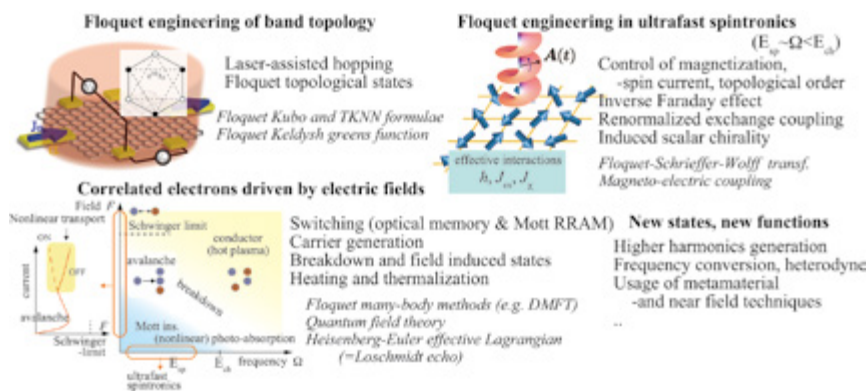 Floquet engineering of band topology
Laser-assisted hopping
Floquet topological states
Floquet Kubo and TKNN formulae
Floquet Keldysh greens function
Floquet engineering in ultrafast spintronics
(E_sp~Ω<E_ch)
A(t)
Control of magnetization,
-spin current, topological order
Inverse Faraday effect
Renormalized exchange coupling
Induced scalar chirality
effective interactions
Floquet-Schrieffer-Wolff transf.
Magneto-electric coupling
Correlated electrons driven by electric fields
Nonlinear transport
ON
OFF
current
avalanche
F
Schwinger
-limit
Field F
Schwinger limit
avalanche
conductor
(hot plasma)
breakdown
Mott ins.
(nonlinear) photo-absorption
E_sp
E_ch
frequency Ω
ultrafast
spintronics
Switching (optical memory & Mott RRAM)
Carrier generation
Breakdown and field induced states
Heating and thermalization
Floquet many-body methods (e.g. DMFT)
Quantum field theory
Heisenberg-Euler effective Lagrangian
(=Loschmidt echo)
New states, new functions
Higher harmonics generation
Frequency conversion, heterodyne
Usage of metamaterial
-and near field techniques
..